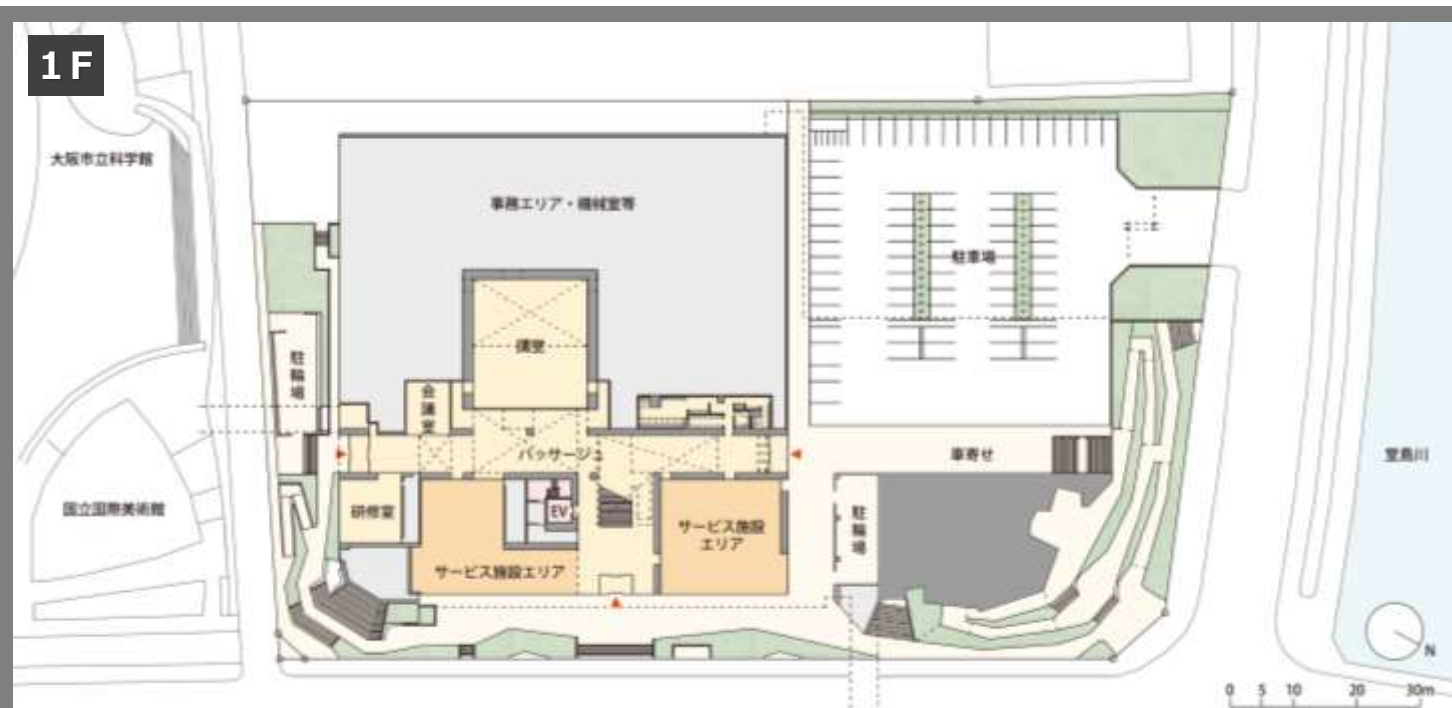 1F
大阪市立科学館
事務エリア・機械室等
駐車場
講堂
駐輪場
会議室
パッサージュ
車寄せ
堂島川
国立国際美術館
研修室
EV
サービス施設
エリア
駐輪場
サービス施設エリア
N
0 5 10 20 30m